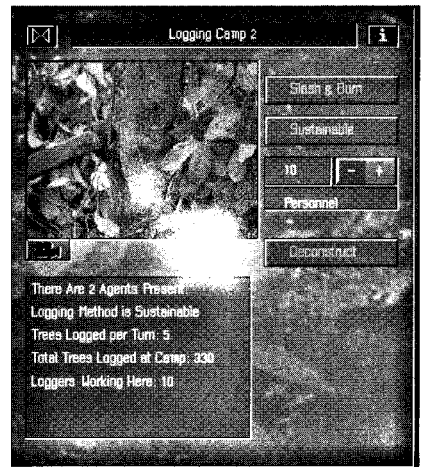 Logging Camp 2
i
Slash & Burn
Sustainable
10
- +
Personnel
Deconstruct
There Are 2 Agents Present
Logging Method is Sustainable
Trees Logged per Turn: 5
Total Trees Logged at Camp: 330
Loggers Working Here: 10